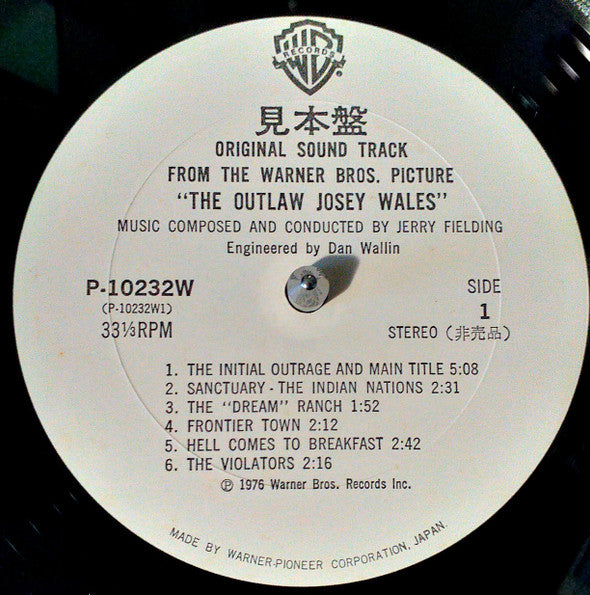 WB
RECORDS
®
見本盤
ORIGINAL SOUND TRACK
FROM THE WARNER BROS. PICTURE
“THE OUTLAW JOSEY WALES”
MUSIC COMPOSED AND CONDUCTED BY JERRY FIELDING
Engineered by Dan Wallin
P-10232W
(P-10232W1)
33⅓RPM
SIDE
1
STEREO (非売品)
1. THE INITIAL OUTRAGE AND MAIN TITLE 5:08
2. SANCTUARY - THE INDIAN NATIONS 2:31
3. THE “DREAM” RANCH 1:52
4. FRONTIER TOWN 2:12
5. HELL COMES TO BREAKFAST 2:42
6. THE VIOLATORS 2:16
℗ 1976 Warner Bros. Records Inc.
MADE BY WARNER-PIONEER CORPORATION, JAPAN.